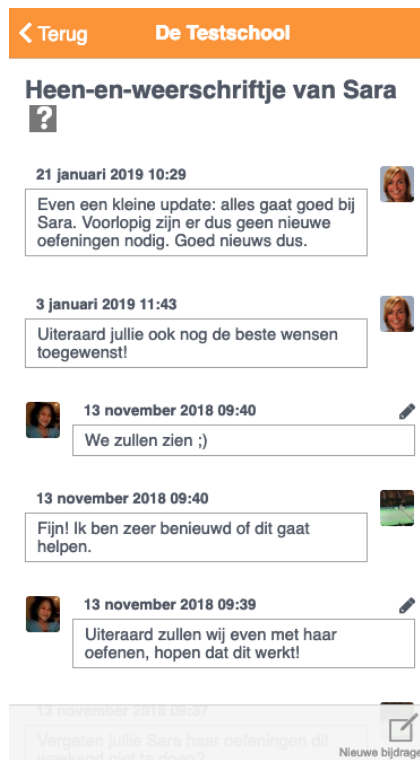 Terug
De Testschool
Heen-en-weerschriftje van Sara
?
21 januari 2019 10:29
Even een kleine update: alles gaat goed bij
Sara. Voorlopig zijn er dus geen nieuwe
oefeningen nodig. Goed nieuws dus.
3 januari 2019 11:43
Uiteraard jullie ook nog de beste wensen
toegewenst!
13 november 2018 09:40
We zullen zien ;)
13 november 2018 09:40
Fijn! Ik ben zeer benieuwd of dit gaat
helpen.
13 november 2018 09:39
Uiteraard zullen wij even met haar
oefenen, hopen dat dit werkt!
13 november 2018 09:37
Vergeten jullie Sara haar oefeningen dit
weekend niet te doen?
Nieuwe bijdrage